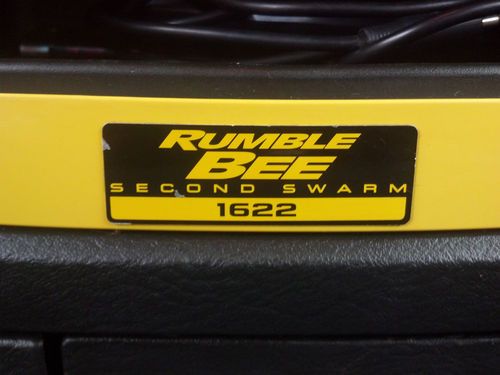 RUMBLE
BEE
SECOND SWARM
1622